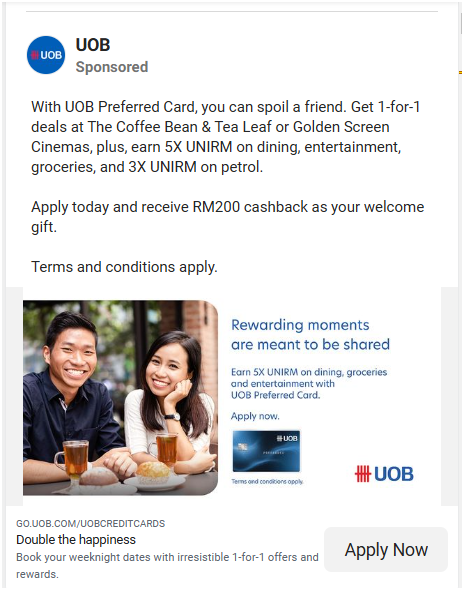 UOB
UOB
Sponsored
With UOB Preferred Card, you can spoil a friend. Get 1-for-1
deals at The Coffee Bean & Tea Leaf or Golden Screen
Cinemas, plus, earn 5X UNIRM on dining, entertainment,
groceries, and 3X UNIRM on petrol.
Apply today and receive RM200 cashback as your welcome
gift.
Terms and conditions apply.
Rewarding moments
are meant to be shared
Earn 5X UNIRM on dining, groceries
and entertainment with
UOB Preferred Card.
Apply now.
UOB
PREFERRED
Terms and conditions apply.
UOB
GO.UOB.COM/UOBCREDITCARDS
Double the happiness
Book your weeknight dates with irresistible 1-for-1 offers and
rewards.
Apply Now